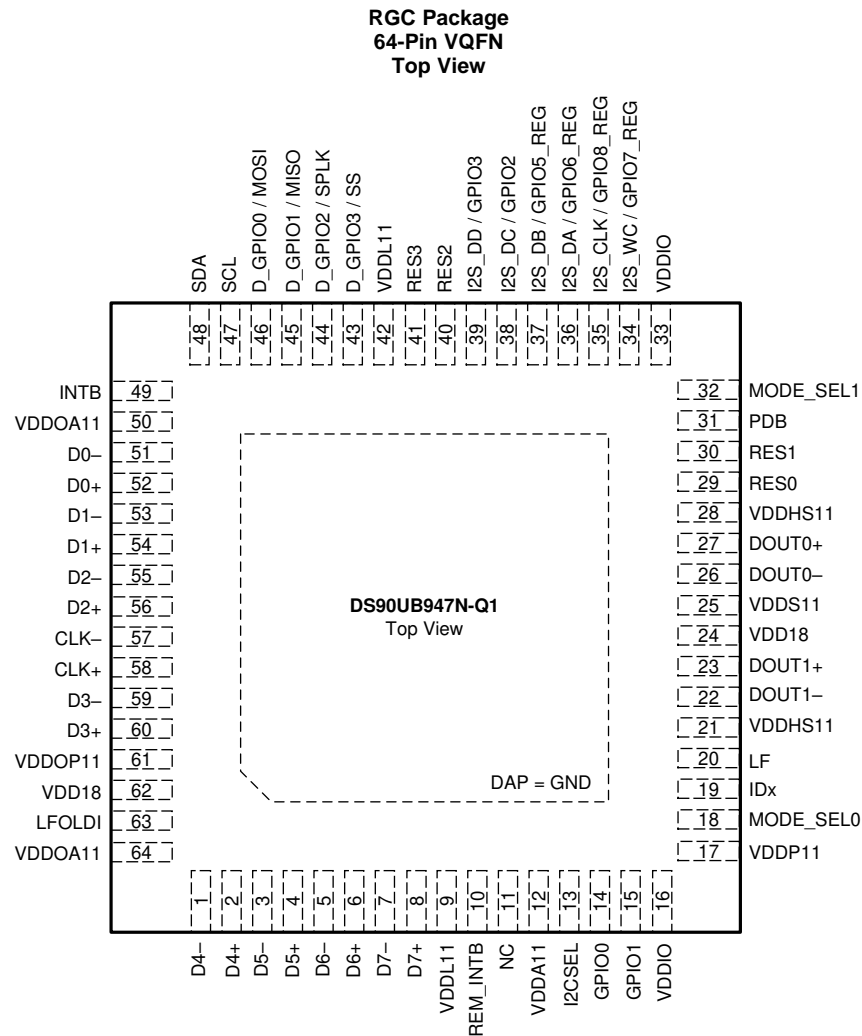 RGC Package
64-Pin VQFN
Top View
SDA
SCL
D_GPIO0 / MOSI
D_GPIO1 / MISO
D_GPIO2 / SPLK
D_GPIO3 / SS
VDDL11
RES3
RES2
I2S_DD / GPIO3
I2S_DC / GPIO2
I2S_DB / GPIO5_REG
I2S_DA / GPIO6_REG
I2S_CLK / GPIO8_REG
I2S_WC / GPIO7_REG
VDDIO
48
47
46
45
44
43
42
41
40
39
38
37
36
35
34
33
INTB 49
VDDOA11 50
D0– 51
D0+ 52
D1– 53
D1+ 54
D2– 55
D2+ 56
CLK– 57
CLK+ 58
D3– 59
D3+ 60
VDDOP11 61
VDD18 62
LFOLDI 63
VDDOA11 64
DS90UB947N-Q1
Top View
DAP = GND
32 MODE_SEL1
31 PDB
30 RES1
29 RES0
28 VDDHS11
27 DOUT0+
26 DOUT0–
25 VDDS11
24 VDD18
23 DOUT1+
22 DOUT1–
21 VDDHS11
20 LF
19 IDx
18 MODE_SEL0
17 VDDP11
1
2
3
4
5
6
7
8
9
10
11
12
13
14
15
16
D4–
D4+
D5–
D5+
D6–
D6+
D7–
D7+
VDDL11
REM_INTB
NC
VDDA11
I2CSEL
GPIO0
GPIO1
VDDIO